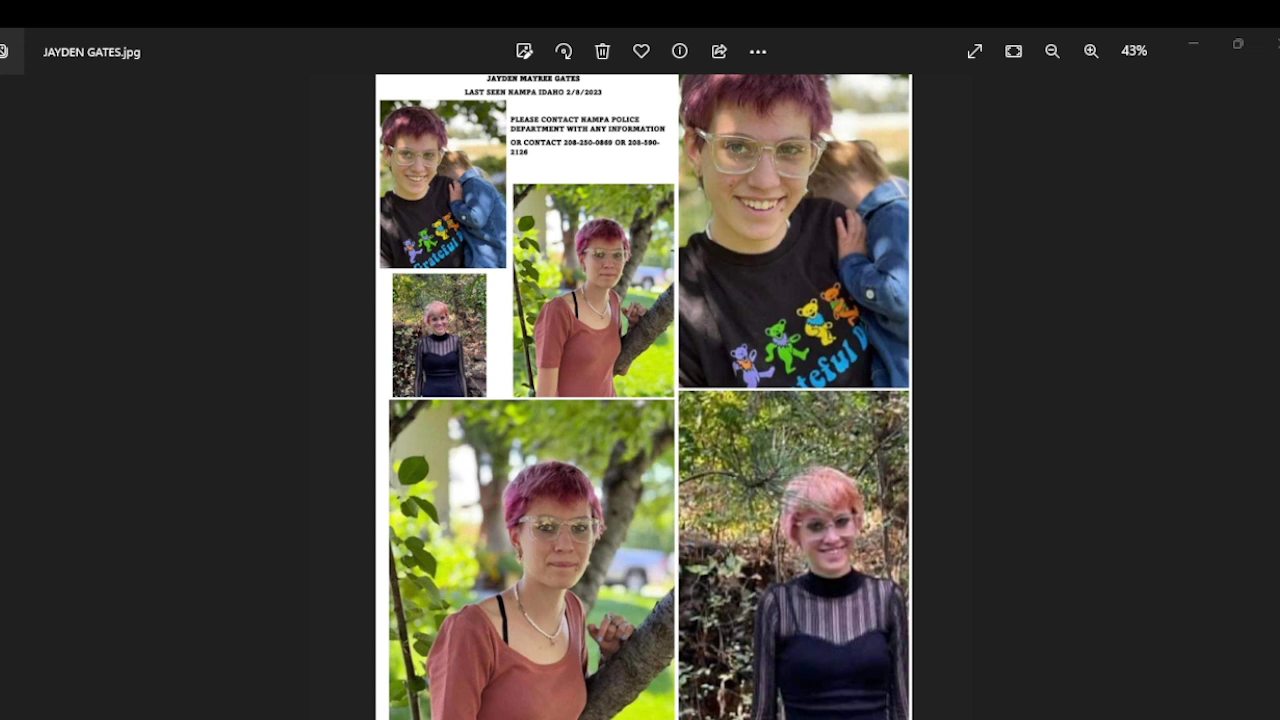 JAYDEN GATES.jpg
43%
JAYDEN MAYREE GATES
LAST SEEN NAMPA IDAHO 2/8/2023
PLEASE CONTACT NAMPA POLICE
DEPARTMENT WITH ANY INFORMATION
OR CONTACT 208-250-0869 OR 208-590-
2126
Grateful D
Grateful D